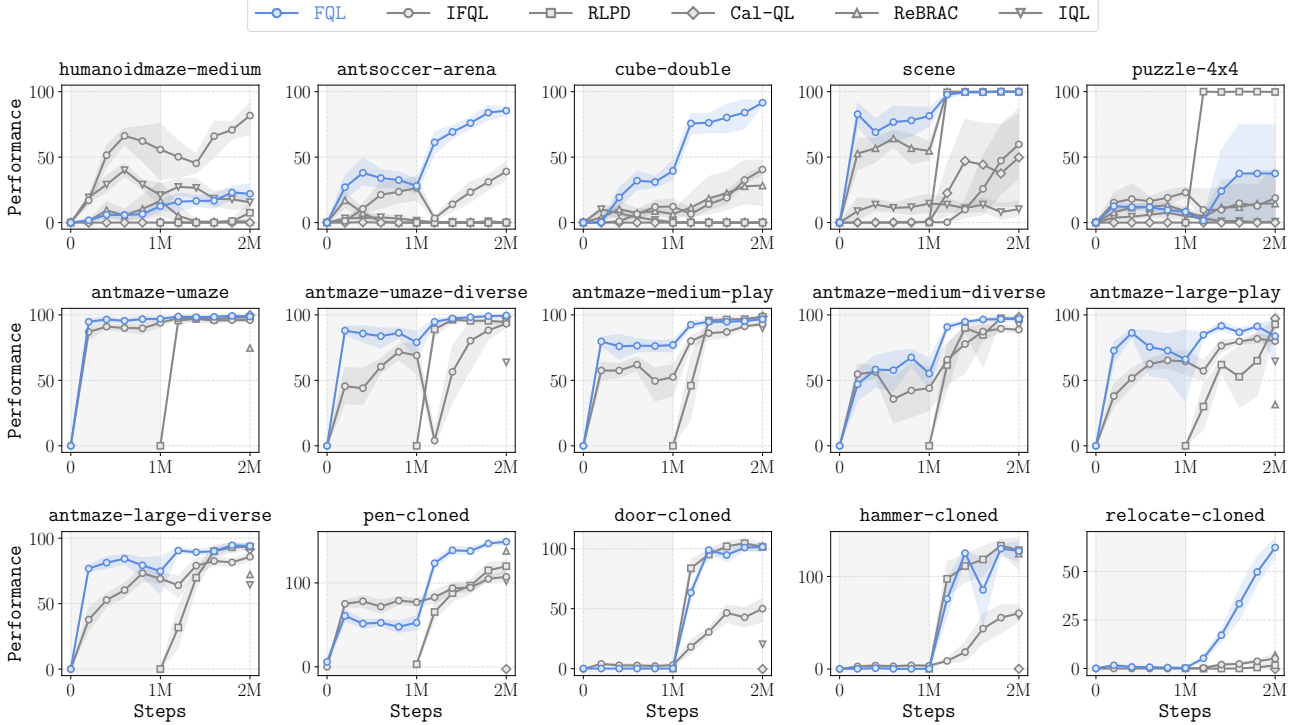 FQL IFQL RLPD Cal-QL ReBRAC IQL
humanoidmaze-medium antsoccer-arena cube-double scene puzzle-4x4
Performance
100 100 100 100 100
50 50 50 50 50
0 0 0 0 0
0 1M 2M 0 1M 2M 0 1M 2M 0 1M 2M 0 1M 2M
antmaze-umaze antmaze-umaze-diverse antmaze-medium-play antmaze-medium-diverse antmaze-large-play
Performance
100 100 100 100 100
50 50 50 50 50
0 0 0 0 0
0 1M 2M 0 1M 2M 0 1M 2M 0 1M 2M 0 1M 2M
antmaze-large-diverse pen-cloned door-cloned hammer-cloned relocate-cloned
Performance
100 100 100 100 50
50 0 50 0 25
0 0 0
0 1M 2M 0 1M 2M 0 1M 2M 0 1M 2M 0 1M 2M
Steps Steps Steps Steps Steps